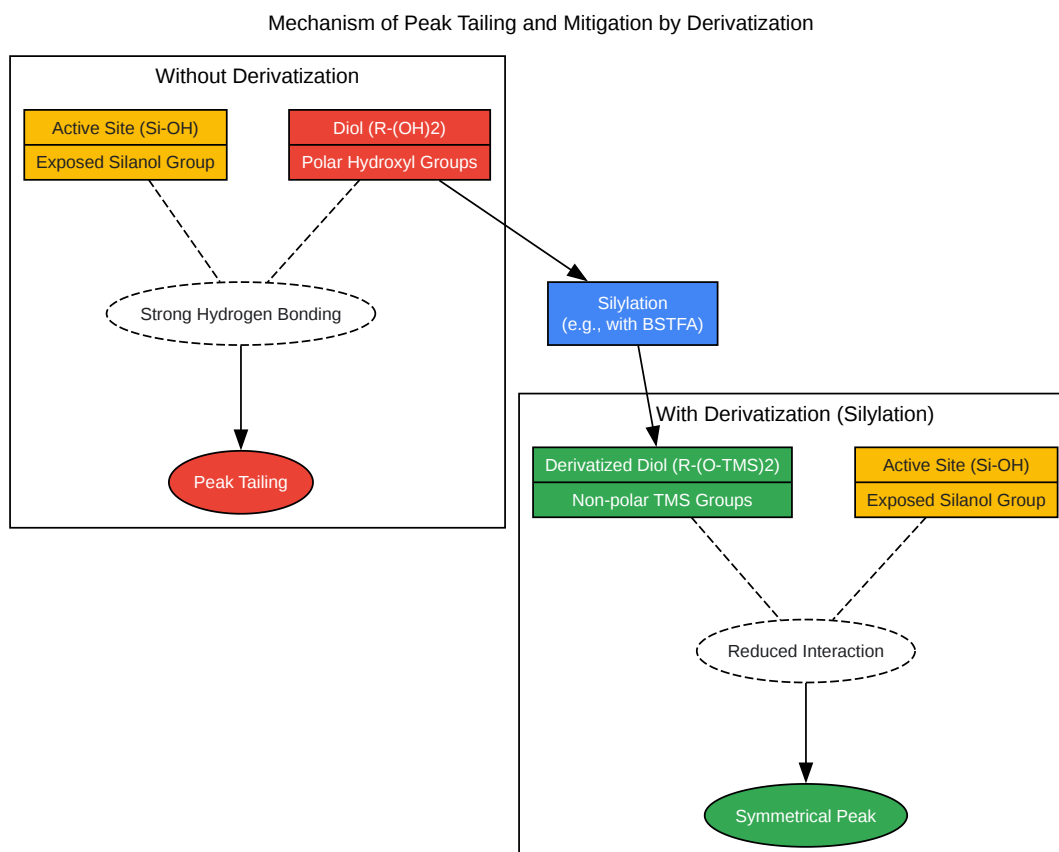 Mechanism of Peak Tailing and Mitigation by Derivatization
Without Derivatization
Active Site (Si-OH)
Exposed Silanol Group
Diol (R-(OH)2)
Polar Hydroxyl Groups
Strong Hydrogen Bonding
Peak Tailing
Silylation
(e.g., with BSTFA)
With Derivatization (Silylation)
Derivatized Diol (R-(O-TMS)2)
Non-polar TMS Groups
Active Site (Si-OH)
Exposed Silanol Group
Reduced Interaction
Symmetrical Peak